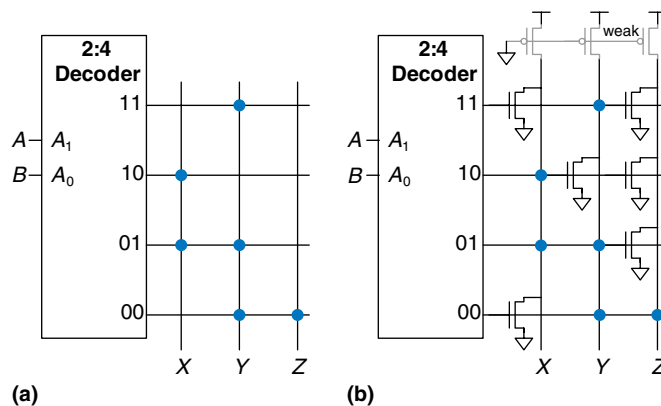 2:4
Decoder
11
A A₁
10
B A₀
01
00
X Y Z
(a)
weak
2:4
Decoder
11
A A₁
10
B A₀
01
00
X Y Z
(b)